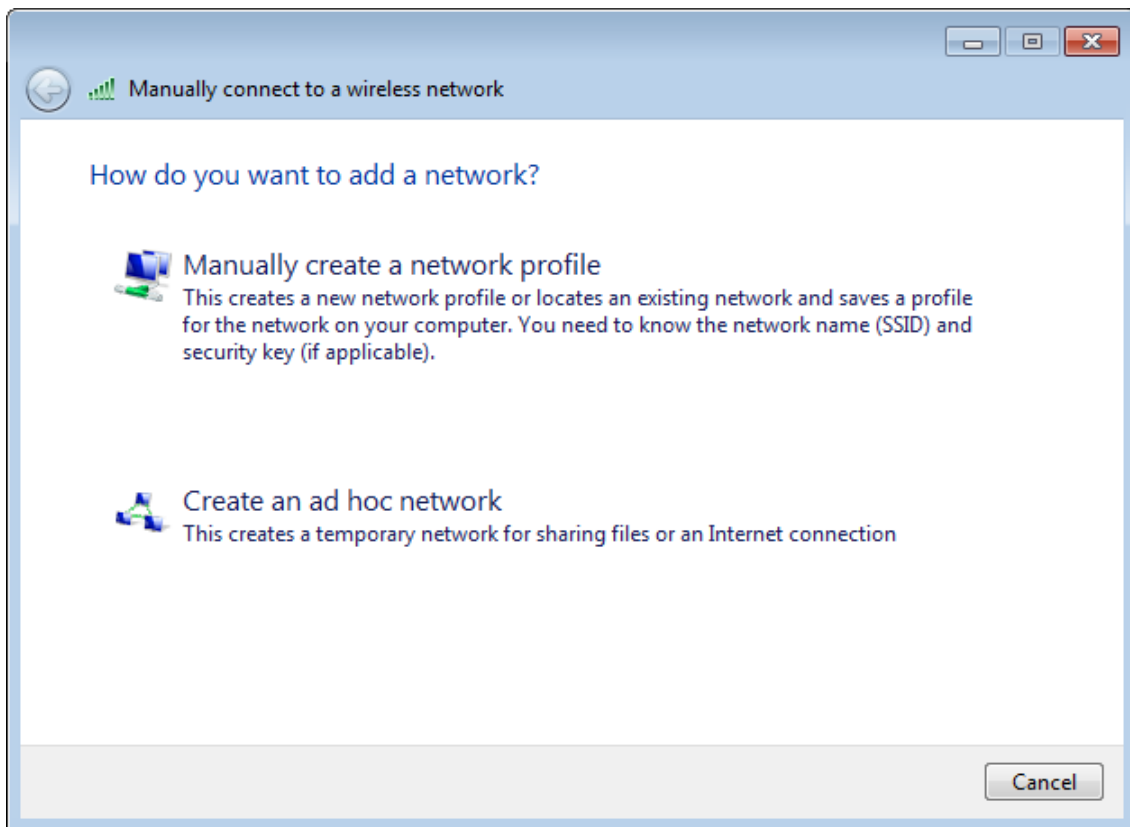 Manually connect to a wireless network
How do you want to add a network?
Manually create a network profile
This creates a new network profile or locates an existing network and saves a profile
for the network on your computer. You need to know the network name (SSID) and
security key (if applicable).
Create an ad hoc network
This creates a temporary network for sharing files or an Internet connection
Cancel